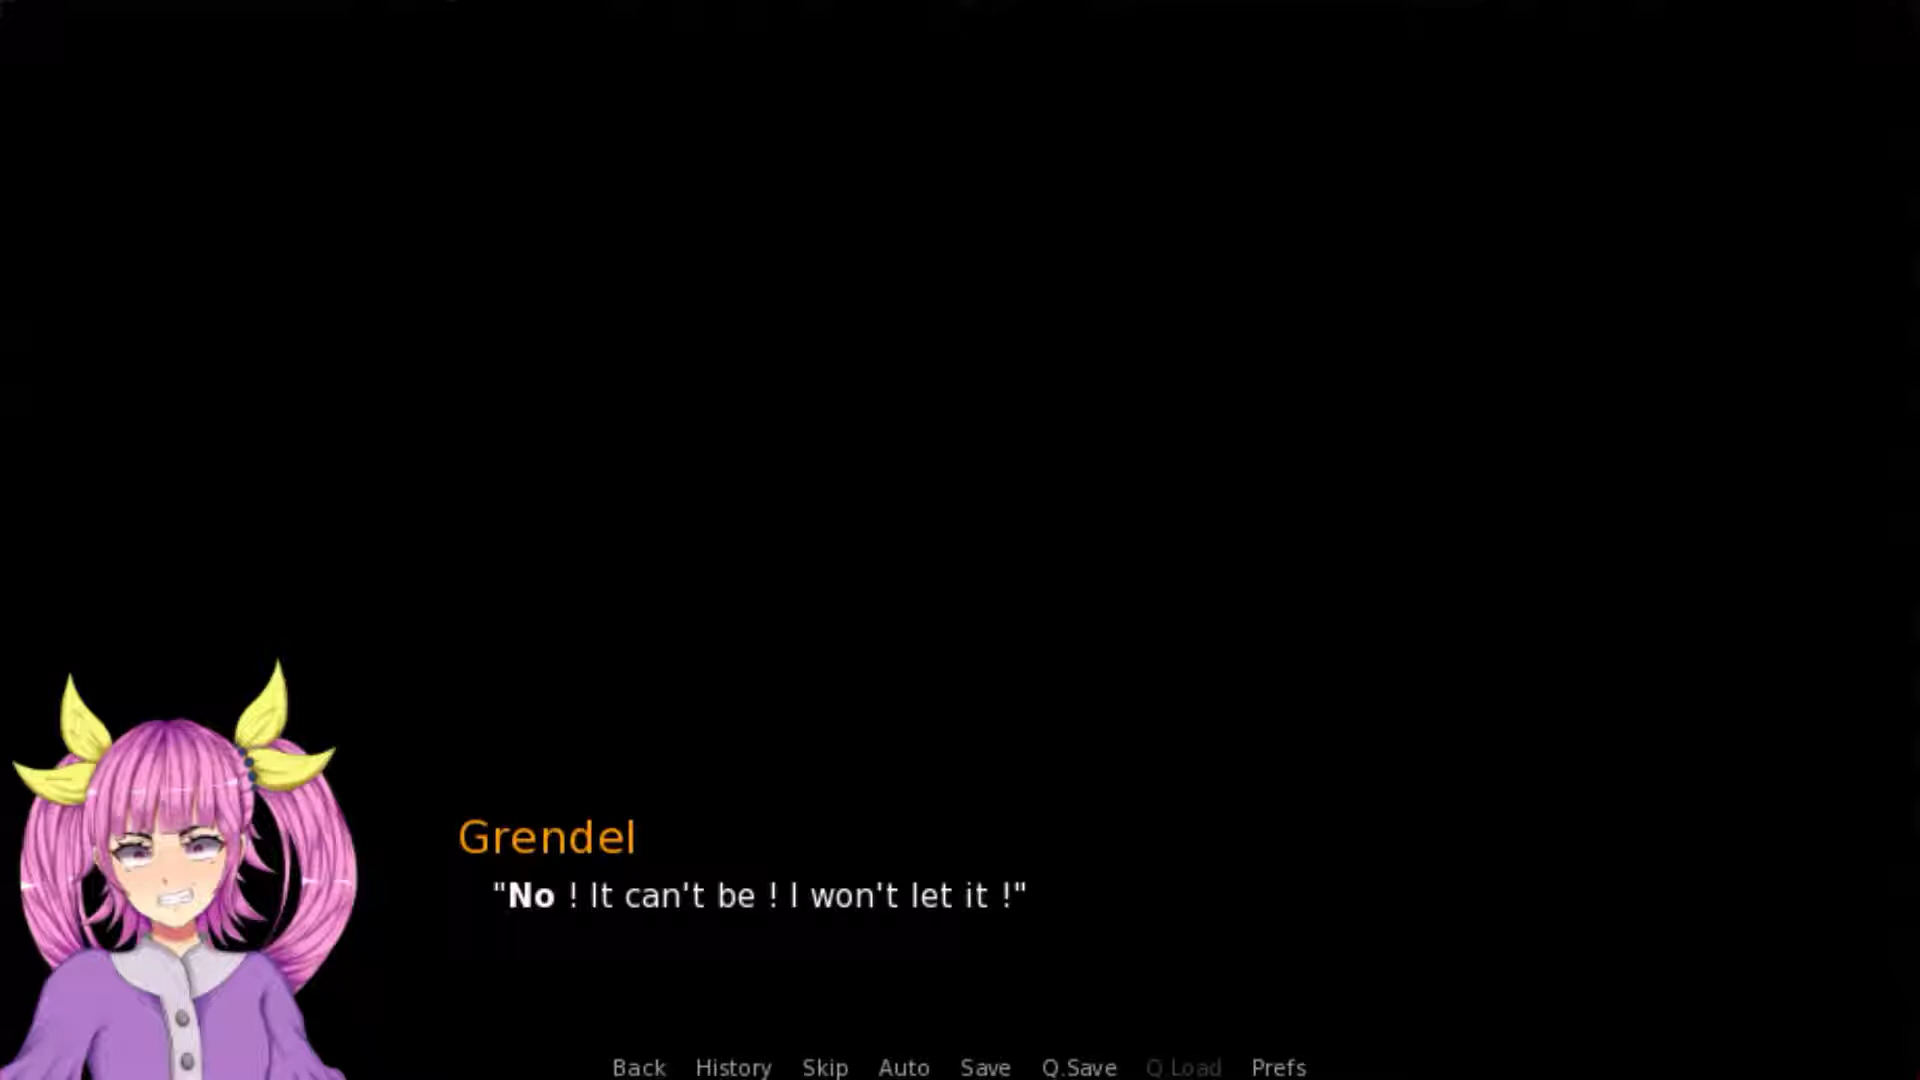 Grendel
"No ! It can't be ! I won't let it !"
Back History Skip Auto Save Q.Save Q.Load Prefs